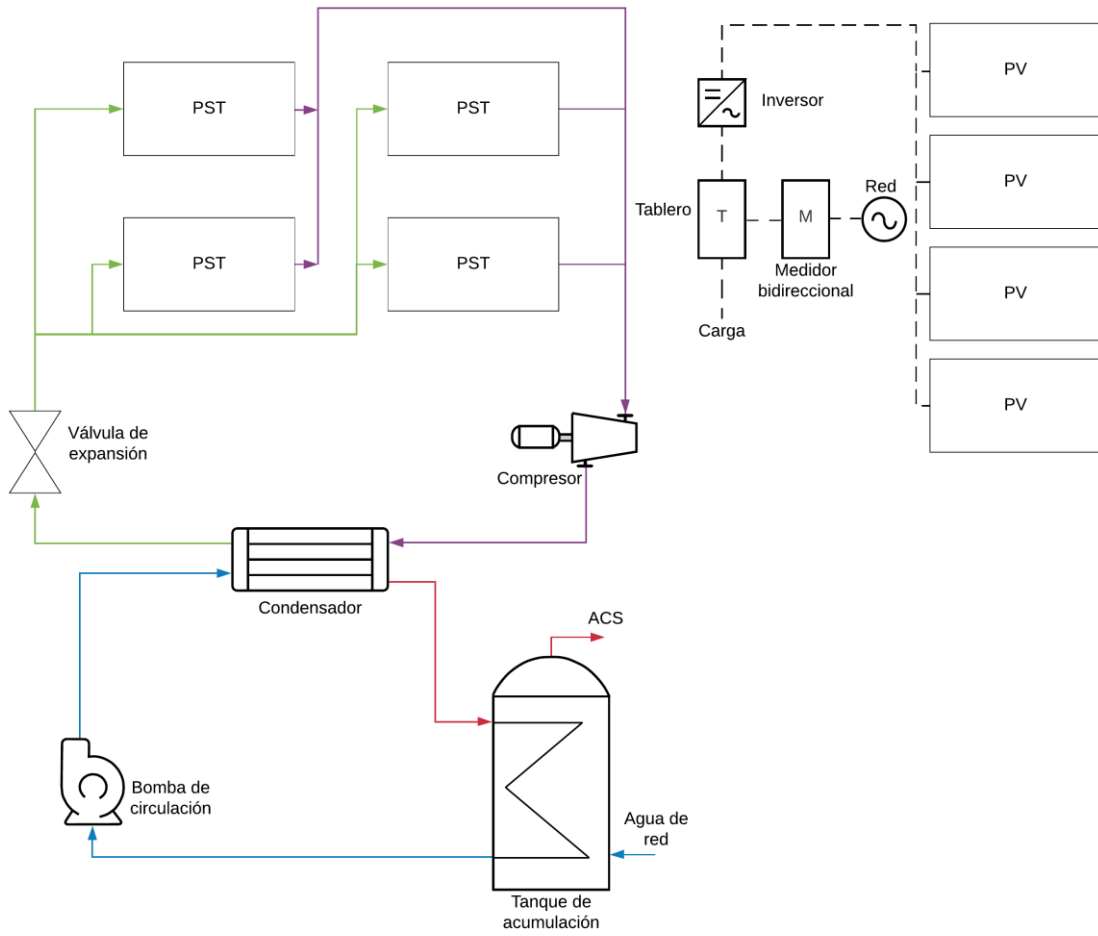 PST
PST
PST
PST
Válvula de
expansión
Compresor
Condensador
ACS
Bomba de
circulación
Agua de
red
Tanque de
acumulación
Inversor
Tablero
T
M
Red
Medidor
bidireccional
Carga
PV
PV
PV
PV